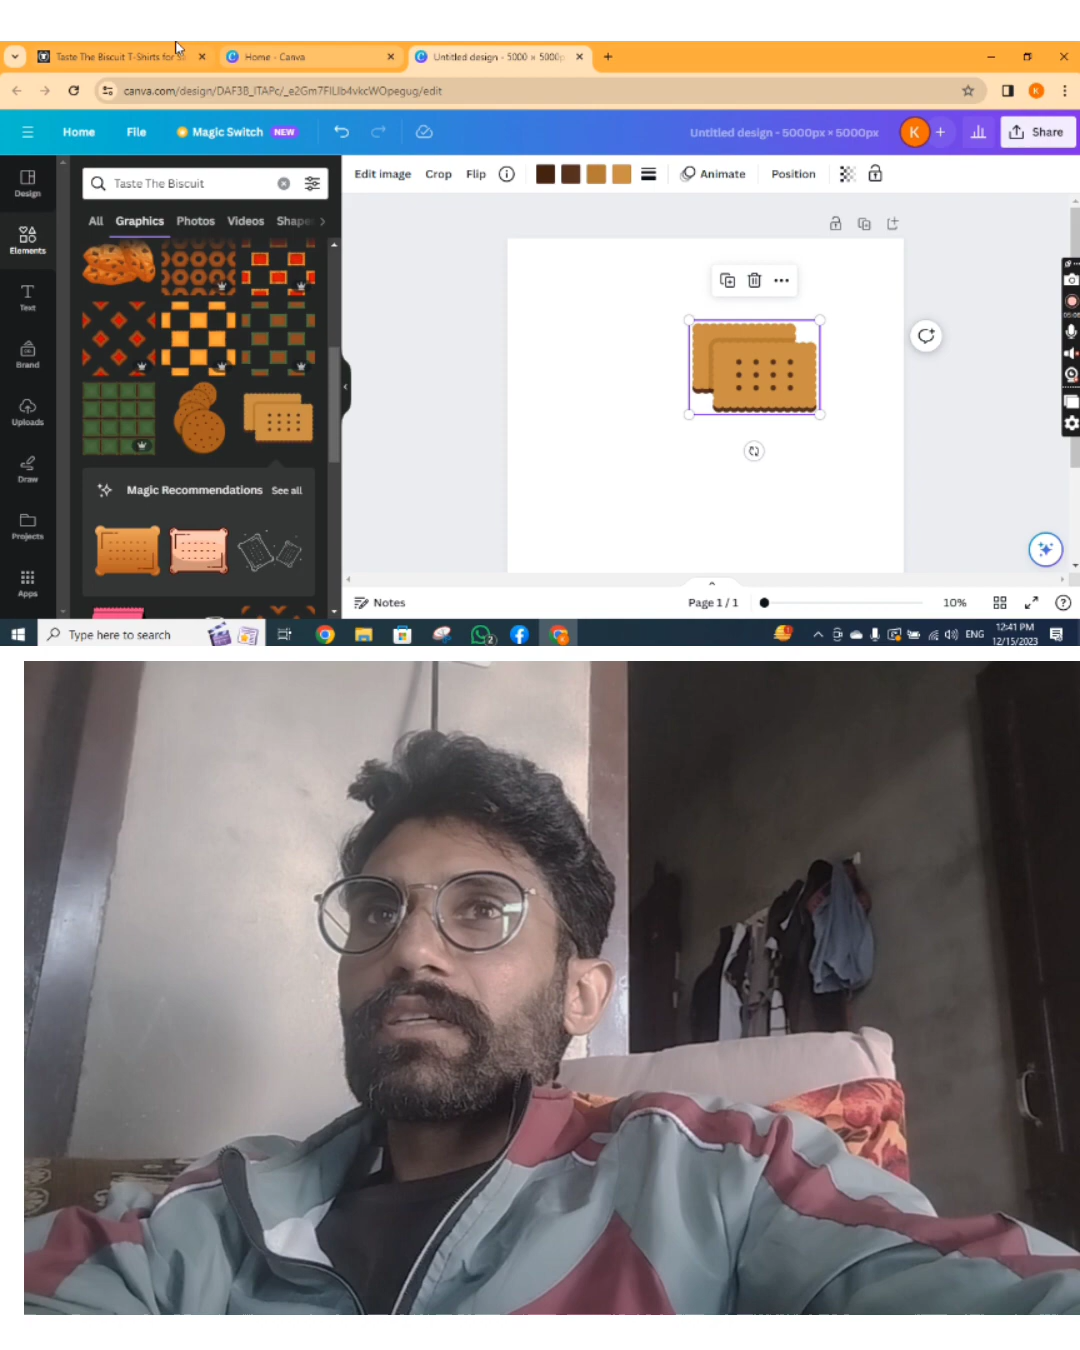 Taste The Biscuit T-Shirts for
Home - Canva
Untitled design - 5000 × 5000p
canva.com/design/DAF3B_iTAPc/_e2Gm7FlUb4vkcWOpegug/edit
Home File Magic Switch NEW
Untitled design - 5000px × 5000px
K
Share
Design
Elements
Text
Brand
Uploads
Draw
Projects
Apps
Taste The Biscuit
All Graphics Photos Videos Shape
Magic Recommendations See all
Edit image Crop Flip Animate Position
Notes
Page 1 / 1
10%
Type here to search
2
ENG
12:41 PM
12/15/2023